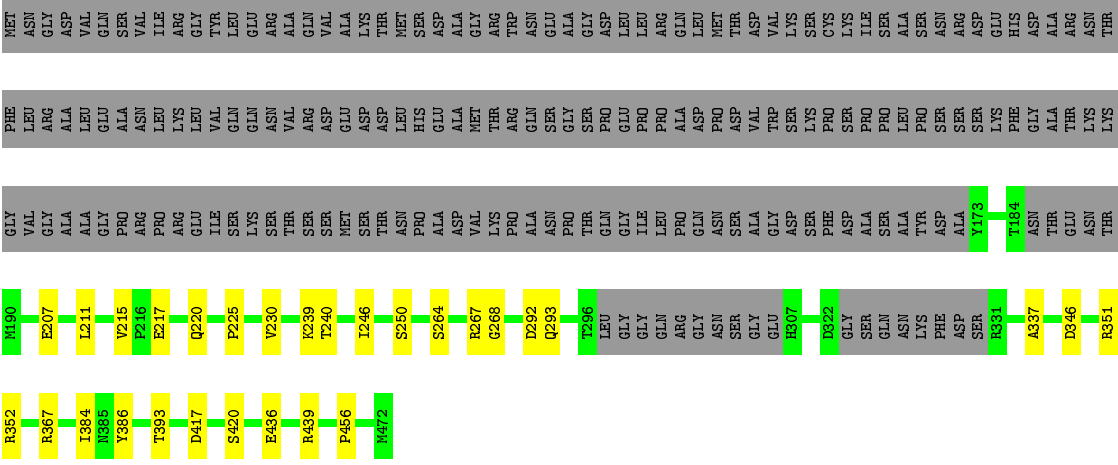 MET ASN GLY ASP VAL GLN SER VAL ILE ARG GLY TYR LEU GLU ARG ALA GLN VAL ALA LYS THR MET SER ASP ALA GLY ARG TRP ASN GLU ALA GLY ASP LEU LEU ARG GLN LEU MET THR ASP VAL LYS SER CYS LYS ILE SER ALA SER ASN ARG ASP GLU HIS ASP ALA ARG ASN THR
PHE LEU ARG ALA LEU GLU ALA ASN LEU LYS LEU VAL GLN GLN ASN VAL ARG ASP GLU ASP ASP LEU HIS GLU ALA MET THR ARG GLN SER GLY SER PRO GLU PRO PRO ALA ASP MET PRO ASP VAL TRP SER LYS PRO SER PRO PRO LEU PRO SER SER SER LYS PHE GLY ALA THR LYS LYS
GLY VAL GLY ALA ALA GLY PRO ARG PRO ARG GLU ILE SER LYS SER THR SER SER MET SER THR ASN PRO ALA ASP VAL LYS PRO ALA ASN PRO THR GLN GLY ILE LEU PRO GLN ASN SER ALA GLY ASP SER PHE ASP ALA SER ALA TYR ASP ALA Y173 T184 ASN THR GLU ASN THR
M190 E207 L211 V215 P216 E217 Q220 P225 V230 K239 T240 I246 S250 S264 R267 G268 D292 Q293 T296 LEU GLY GLY GLN ARG GLY ASN SER GLY GLU H307 D322 GLY SER GLN ASN LYS PHE ASP SER R331 A337 D346 R351
R352 R367 I384 N385 Y386 T393 D417 S420 E436 R439 P456 M472